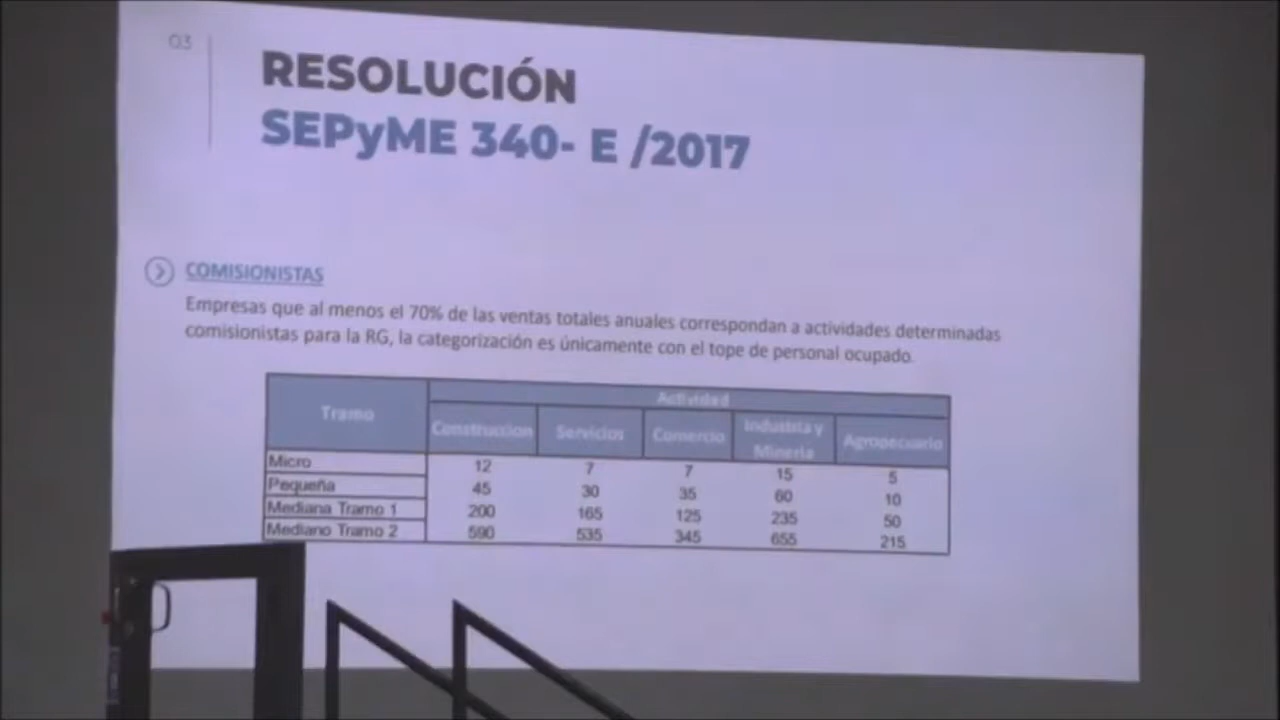 03
RESOLUCIÓN
SEPyME 340- E /2017
COMISIONISTAS
Empresas que al menos el 70% de las ventas totales anuales correspondan a actividades determinadas
comisionistas para la RG, la categorización es únicamente con el tope de personal ocupado.
Tramo
Actividad
Construccion Servicios Comercio Industria y Mineria Agropecuario
Micro 12 7 7 15 5
Pequeña 45 30 35 60 10
Mediana Tramo 1 200 165 125 235 50
Mediano Tramo 2 590 535 345 655 215